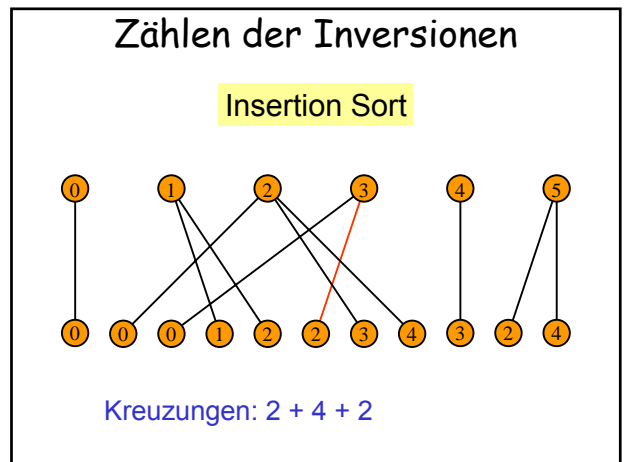 Zählen der Inversionen
Insertion Sort
0 1 2 3 4 5
0 0 0 1 2 2 3 4 3 2 4
Kreuzungen: 2 + 4 + 2